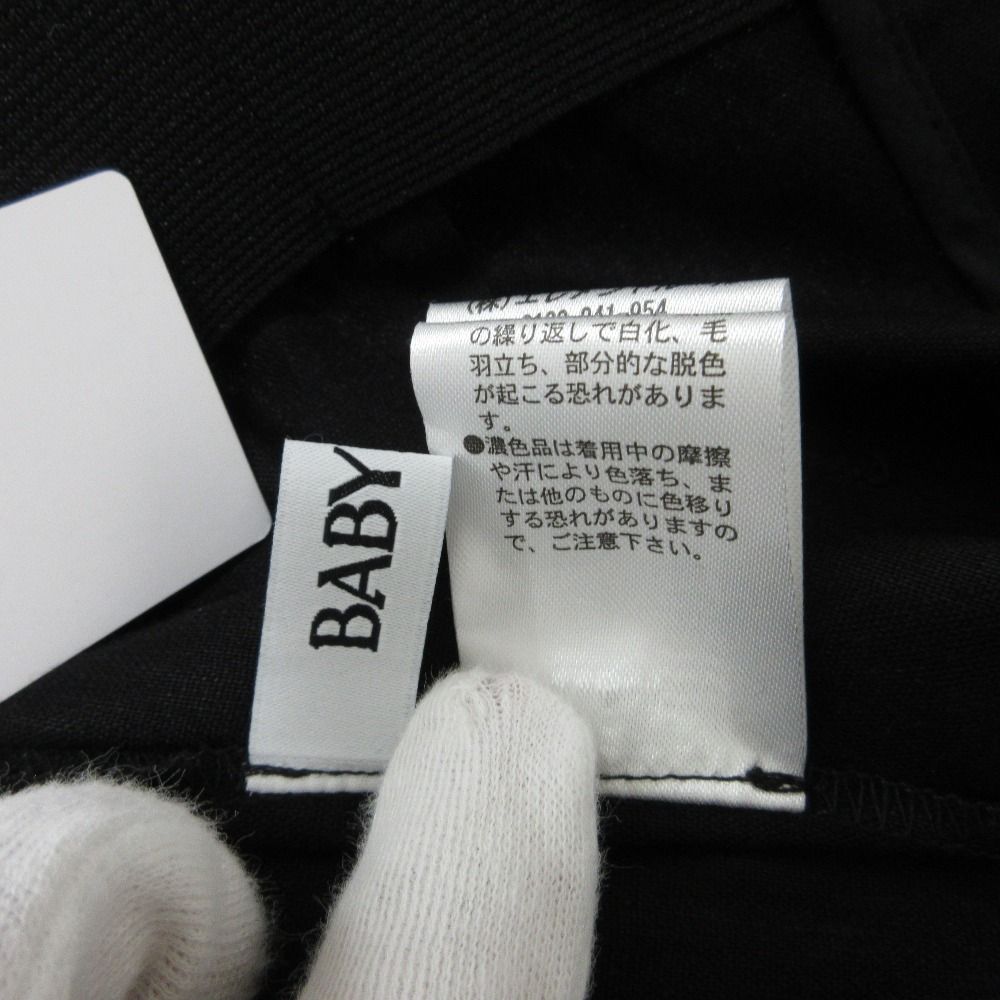 0120-941-954
の繰り返しで白化、毛
羽立ち、部分的な脱色
が起こる恐れがありま
す。
●濃色品は着用中の摩擦
や汗により色落ち、ま
たは他のものに色移り
する恐れがありますの
で、ご注意下さい。
BABY